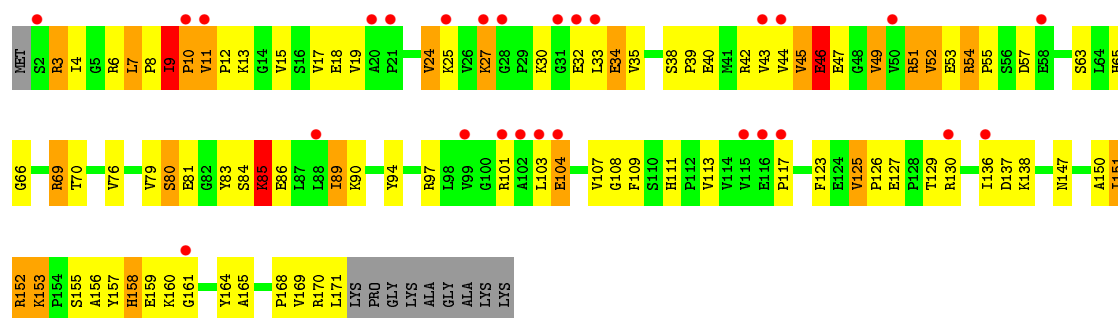 MET S2 R3 I4 G5 R6 L7 P8 I9 P10 V11 P12 K13 G14 V15 S16 V17 E18 V19 A20 P21 V24 K25 V26 K27 G28 P29 K30 G31 E32 L33 E34 V35 S38 P39 E40 M41 R42 V43 V44 V45 E46 E47 G48 V49 V50 R51 V52 E53 R54 P55 S56 D57 E58 S63 L64 H65
G66 R69 T70 V76 V79 S80 E81 G82 Y83 S84 K85 E86 L87 L88 I89 K90 Y94 R97 L98 V99 G100 R101 A102 L103 E104 V107 G108 F109 S110 H111 P112 V113 V114 V115 E116 P117 F123 E124 V125 P126 E127 P128 T129 R130 I136 D137 K138 N147 A150 I151
R152 K153 P154 S155 A156 Y157 H158 E159 K160 G161 Y164 A165 P168 V169 R170 L171 LYS PRO GLY LYS ALA GLY ALA LYS LYS